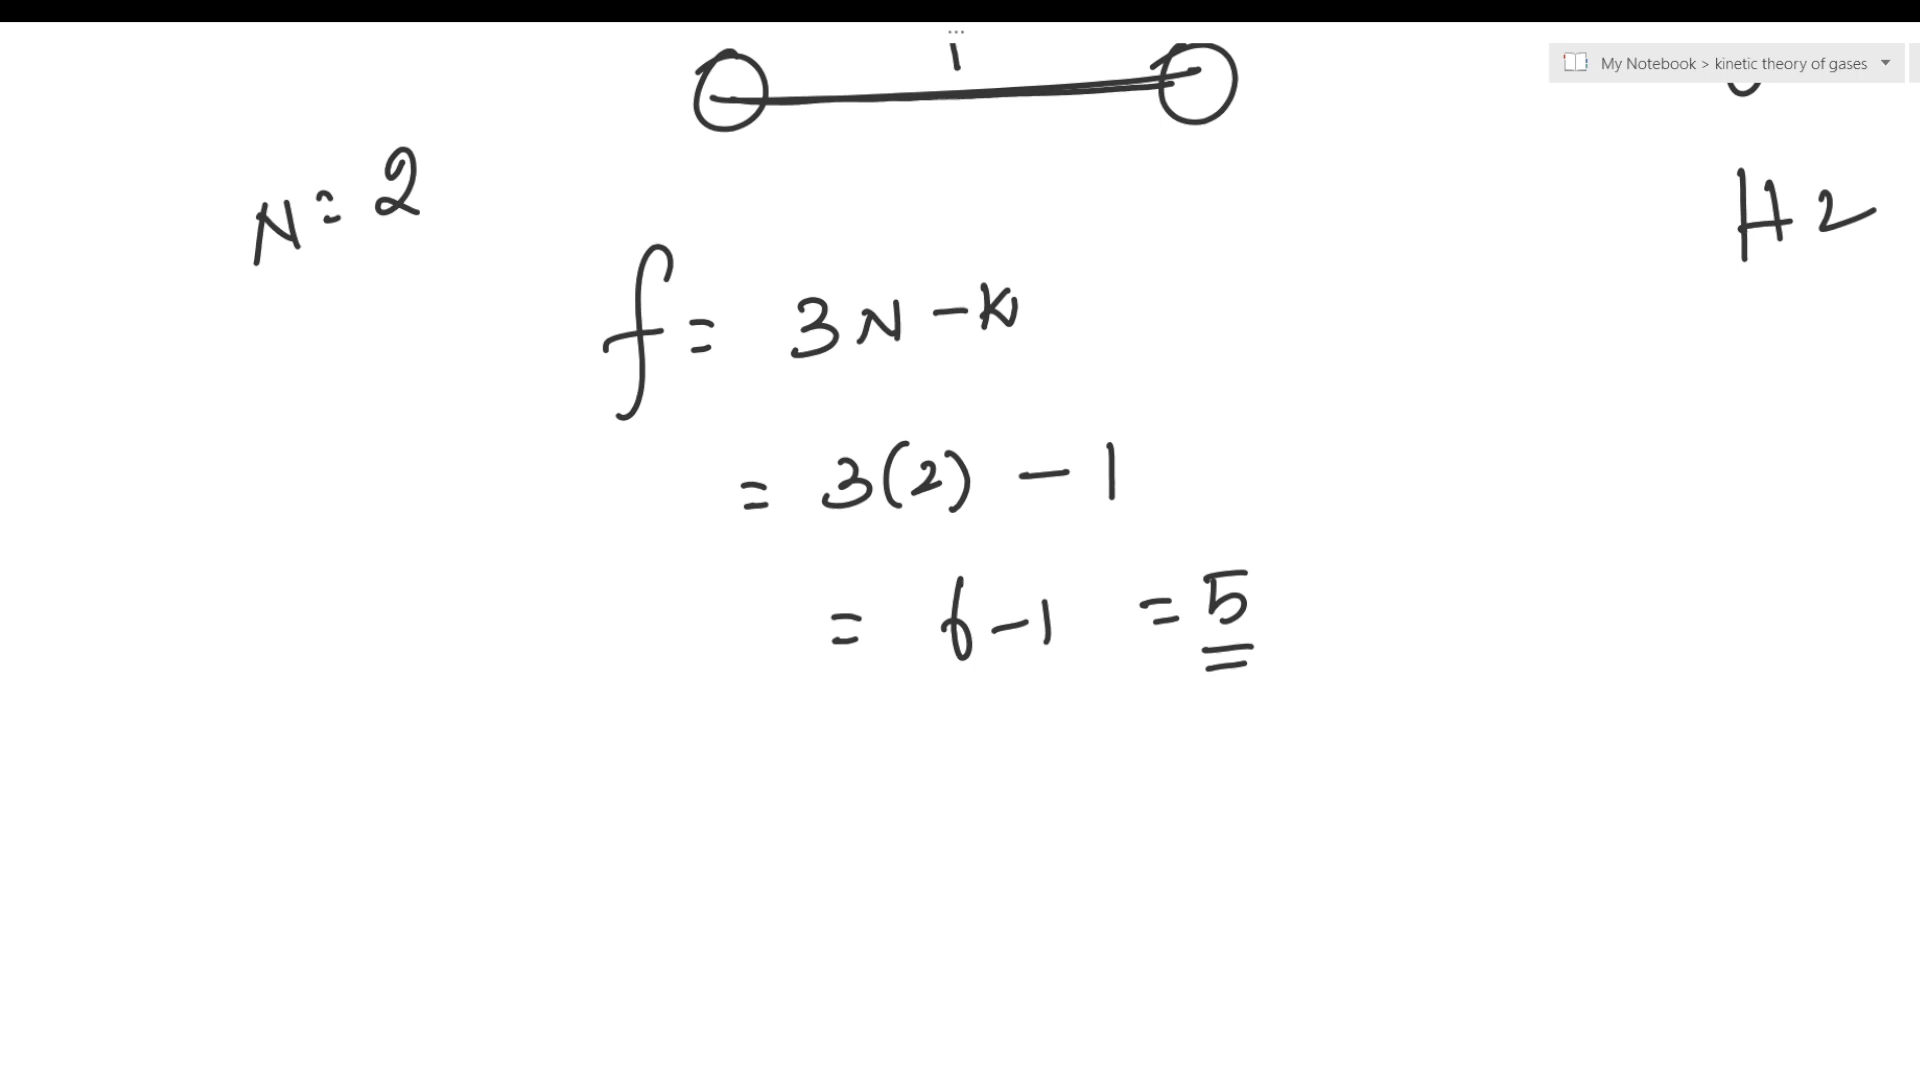 1
My Notebook > kinetic theory of gases
N = 2
H2
f = 3N - K
= 3(2) - 1
= 6 - 1 = 5